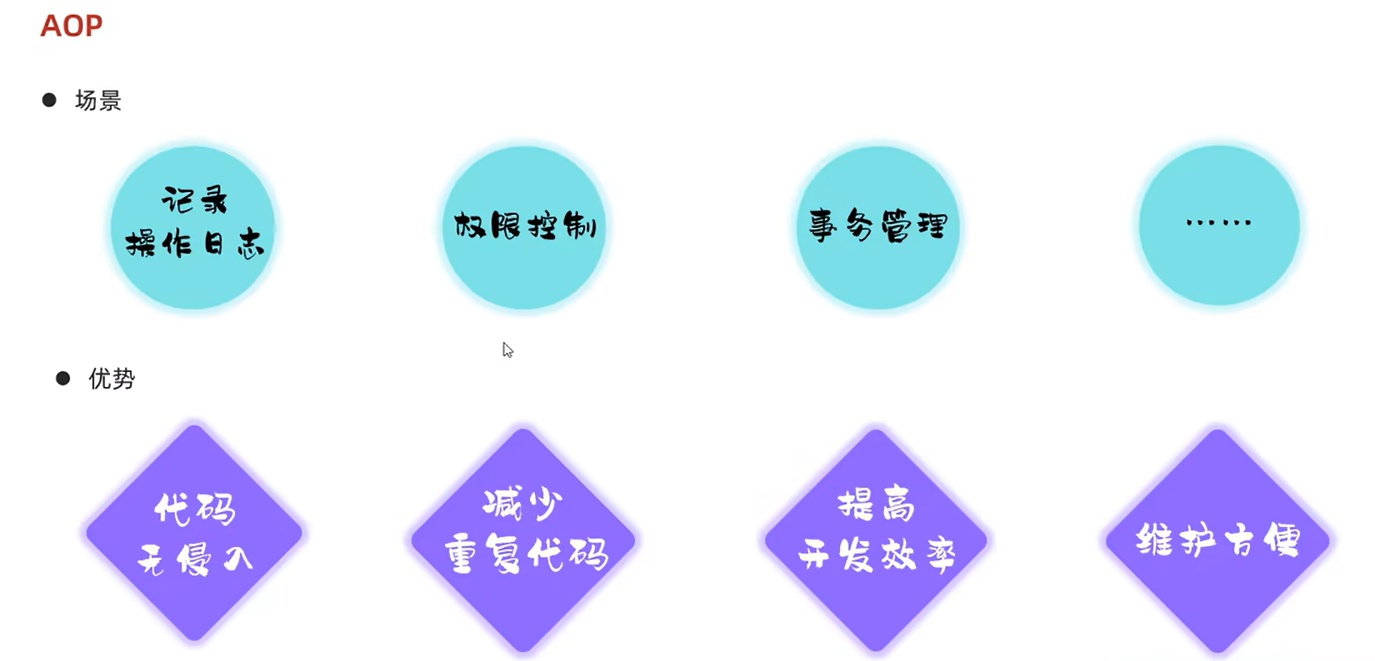 AOP
● 场景
记录
操作日志
权限控制
事务管理
······
● 优势
代码
无侵入
减少
重复代码
提高
开发效率
维护方便